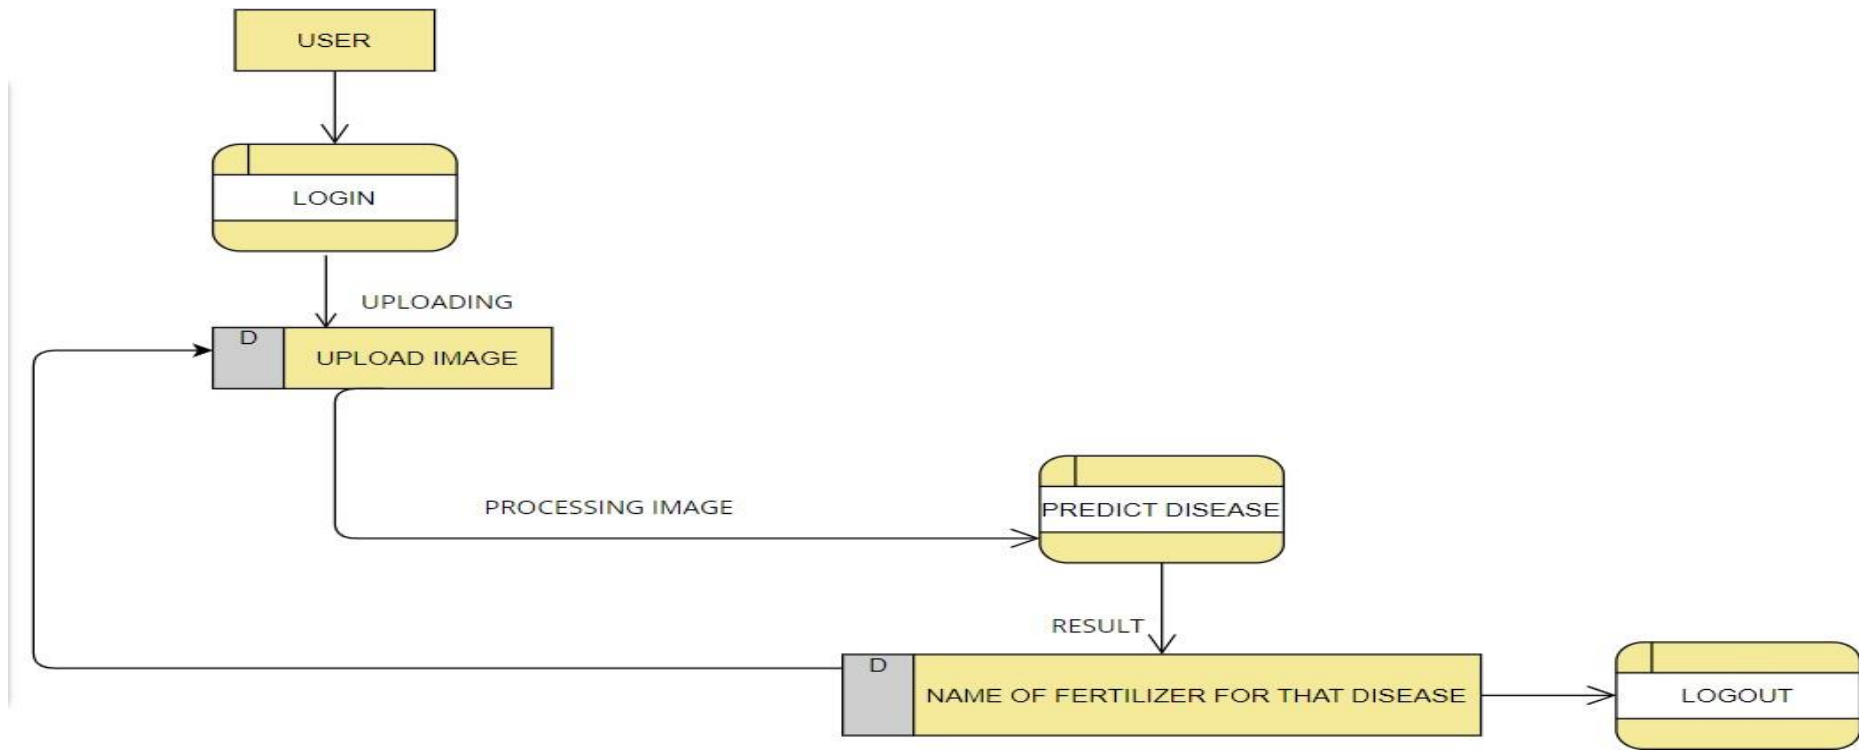 USER
LOGIN
UPLOADING
D
UPLOAD IMAGE
PROCESSING IMAGE
PREDICT DISEASE
RESULT
D
NAME OF FERTILIZER FOR THAT DISEASE
LOGOUT